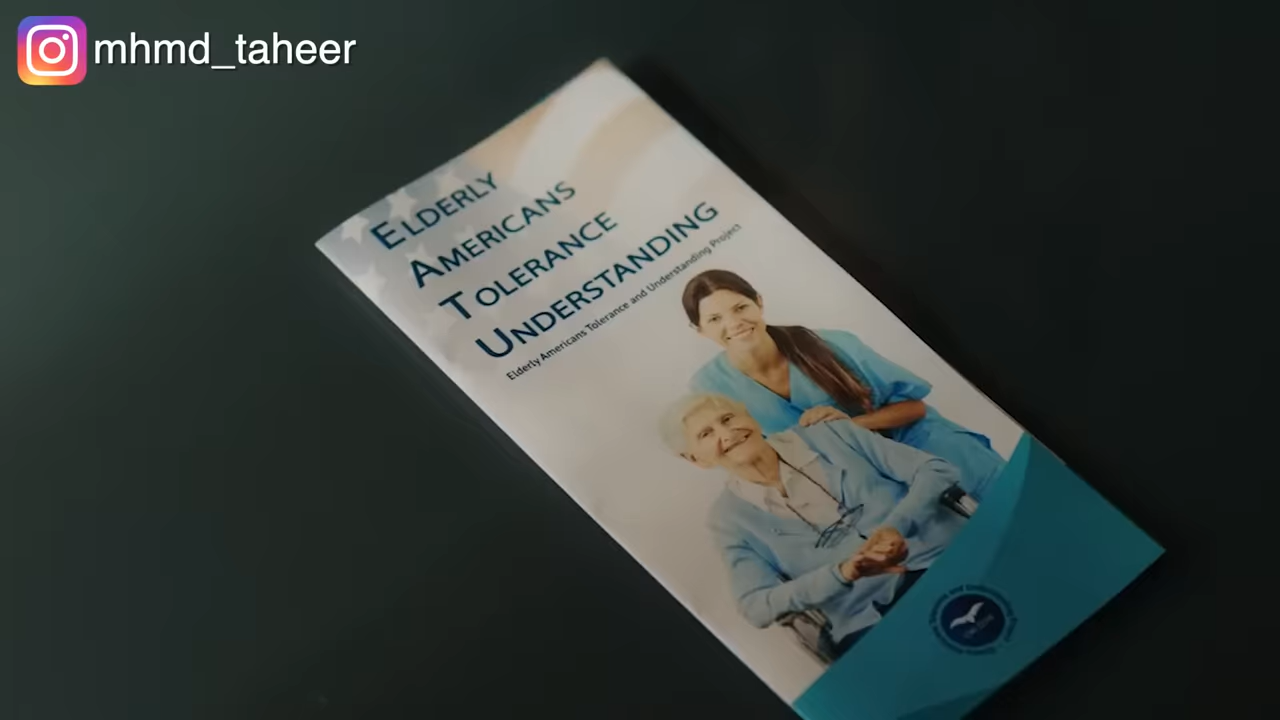 mhmd_taheer
ELDERLY
AMERICANS
TOLERANCE
UNDERSTANDING
Elderly Americans Tolerance and Understanding Project